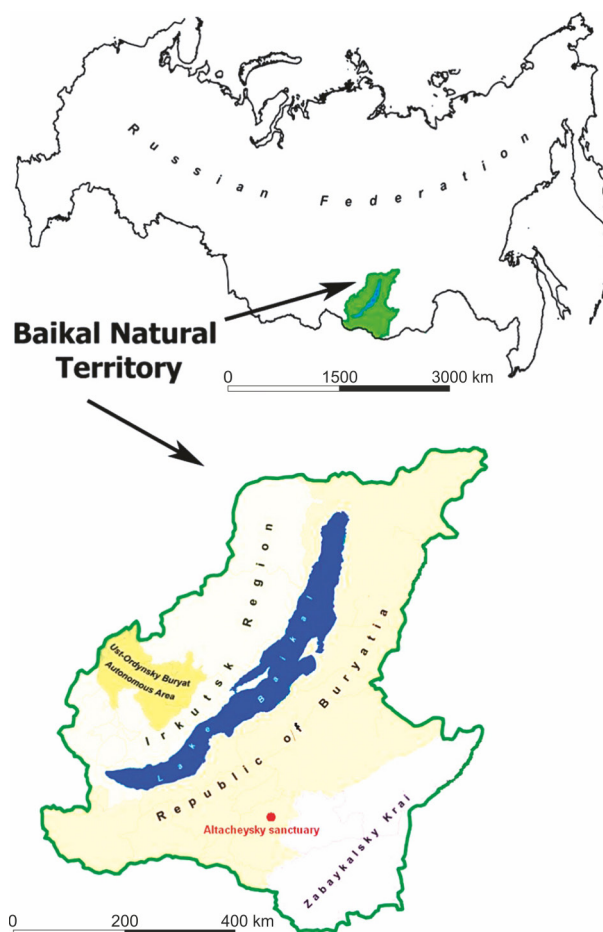 Russian Federation
Baikal Natural
Territory
0 1500 3000 km
Irkutsk Region
Lake Baikal
Ust-Ordynsky Buryat
Autonomous Area
Republic of Buryatia
Altacheysky sanctuary
Zabaykalsky Krai
0 200 400 km